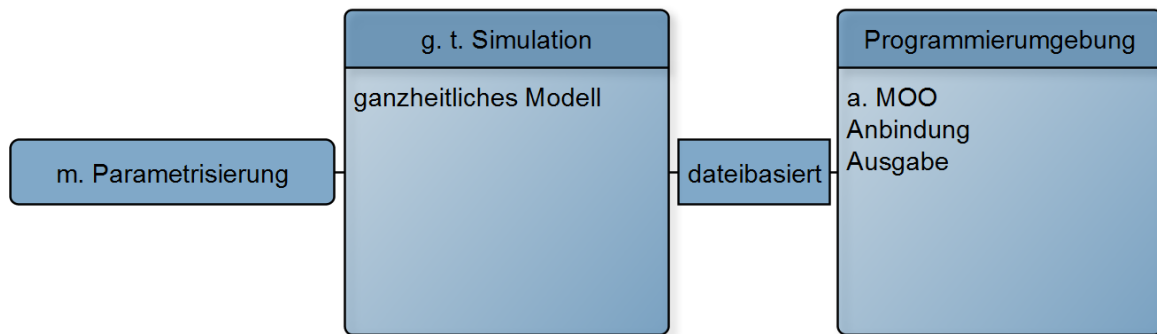 m. Parametrisierung
g. t. Simulation
ganzheitliches Modell
dateibasiert
Programmierumgebung
a. MOO
Anbindung
Ausgabe